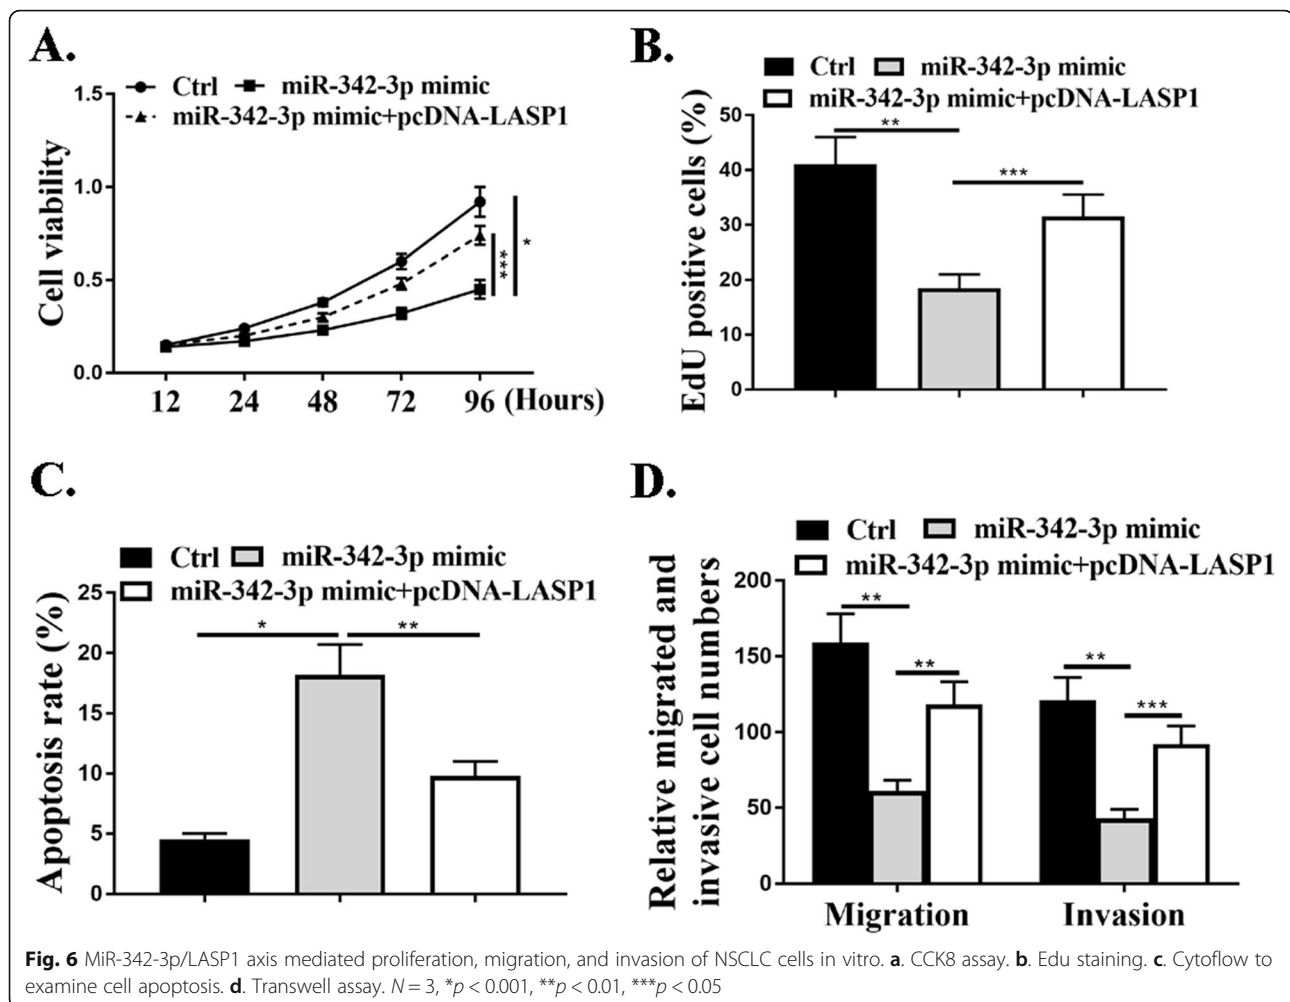 A.
Ctrl miR-342-3p mimic
miR-342-3p mimic+pcDNA-LASP1
Cell viability
1.5
1.0
0.5
0.0
12 24 48 72 96 (Hours)
***
*
B.
Ctrl miR-342-3p mimic
miR-342-3p mimic+pcDNA-LASP1
EdU positive cells (%)
50
40
30
20
10
0
**
***
C.
Ctrl miR-342-3p mimic
miR-342-3p mimic+pcDNA-LASP1
Apoptosis rate (%)
25
20
15
10
5
0
*
**
D.
Ctrl miR-342-3p mimic
miR-342-3p mimic+pcDNA-LASP1
Relative migrated and
invasive cell numbers
200
150
100
50
0
**
**
**
***
Migration Invasion
Fig. 6 MiR-342-3p/LASP1 axis mediated proliferation, migration, and invasion of NSCLC cells in vitro. a. CCK8 assay. b. Edu staining. c. Cytoflow to
examine cell apoptosis. d. Transwell assay. N = 3, *p < 0.001, **p < 0.01, ***p < 0.05